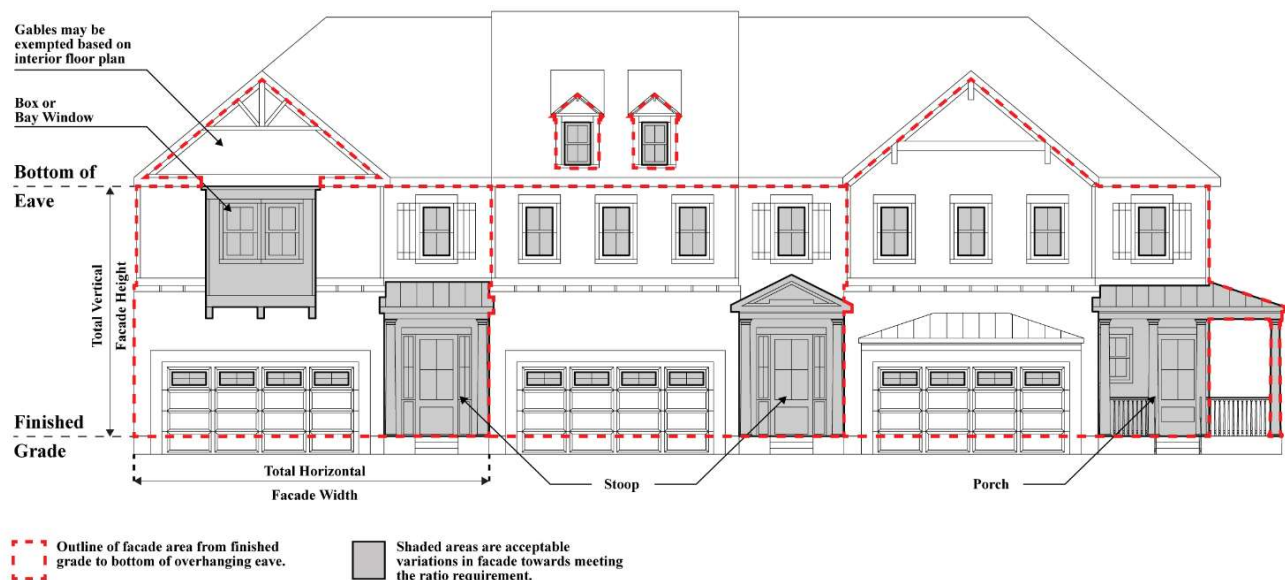 Gables may be
exempted based on
interior floor plan
Box or
Bay Window
Bottom of
Eave
Total Vertical
Facade Height
Finished
Grade
Total Horizontal
Facade Width
Stoop
Porch
Outline of facade area from finished
grade to bottom of overhanging eave.
Shaded areas are acceptable
variations in facade towards meeting
the ratio requirement.